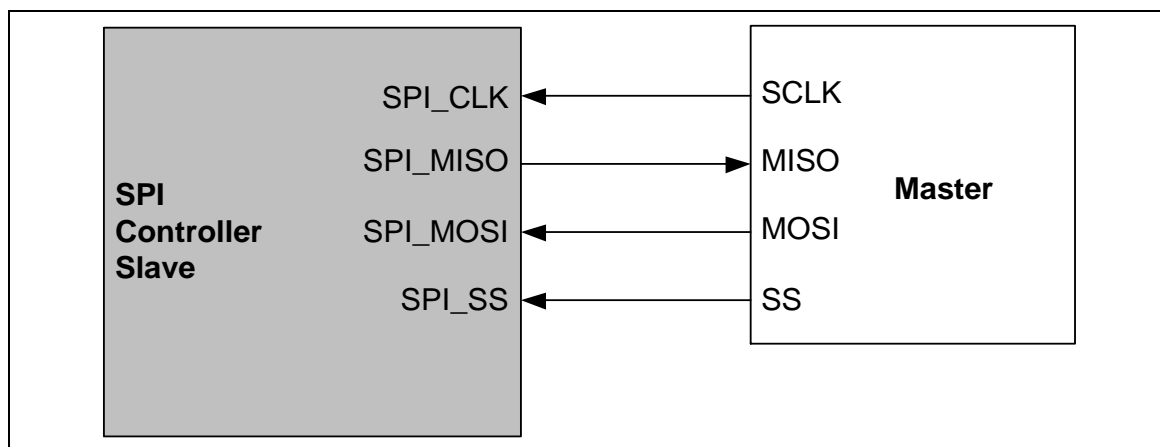 SPI_CLK
SPI_MISO
SPI_MOSI
SPI_SS
SPI
Controller
Slave
SCLK
MISO
MOSI
SS
Master